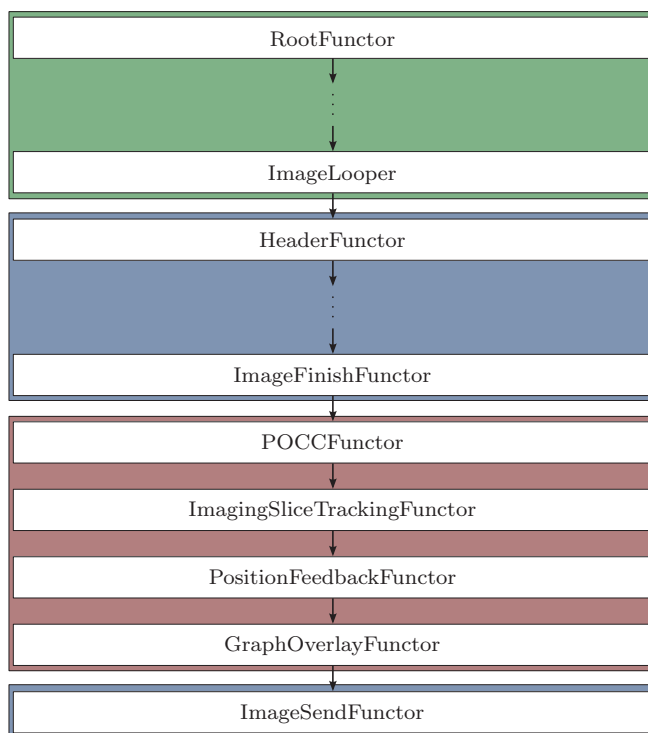 RootFunctor
ImageLooper
HeaderFunctor
ImageFinishFunctor
POCCFunctor
ImagingSliceTrackingFunctor
PositionFeedbackFunctor
GraphOverlayFunctor
ImageSendFunctor